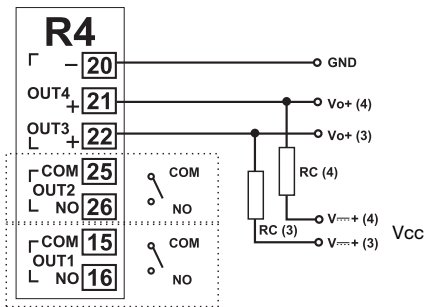 R4
− 20 GND
OUT4 + 21 Vo+ (4)
OUT3 + 22 Vo+ (3)
COM 25 COM RC (4)
OUT2
NO 26 NO
RC (3) V⎓+ (4)
COM 15 COM V⎓+ (3) Vcc
OUT1
NO 16 NO